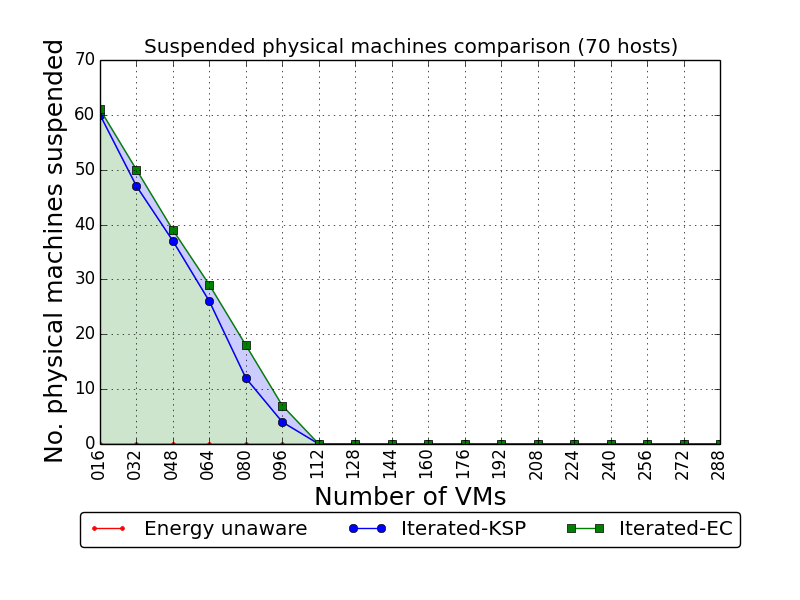 Suspended physical machines comparison (70 hosts)
No. physical machines suspended
70
60
50
40
30
20
10
0
016 032 048 064 080 096 112 128 144 160 176 192 208 224 240 256 272 288
Number of VMs
Energy unaware Iterated-KSP Iterated-EC